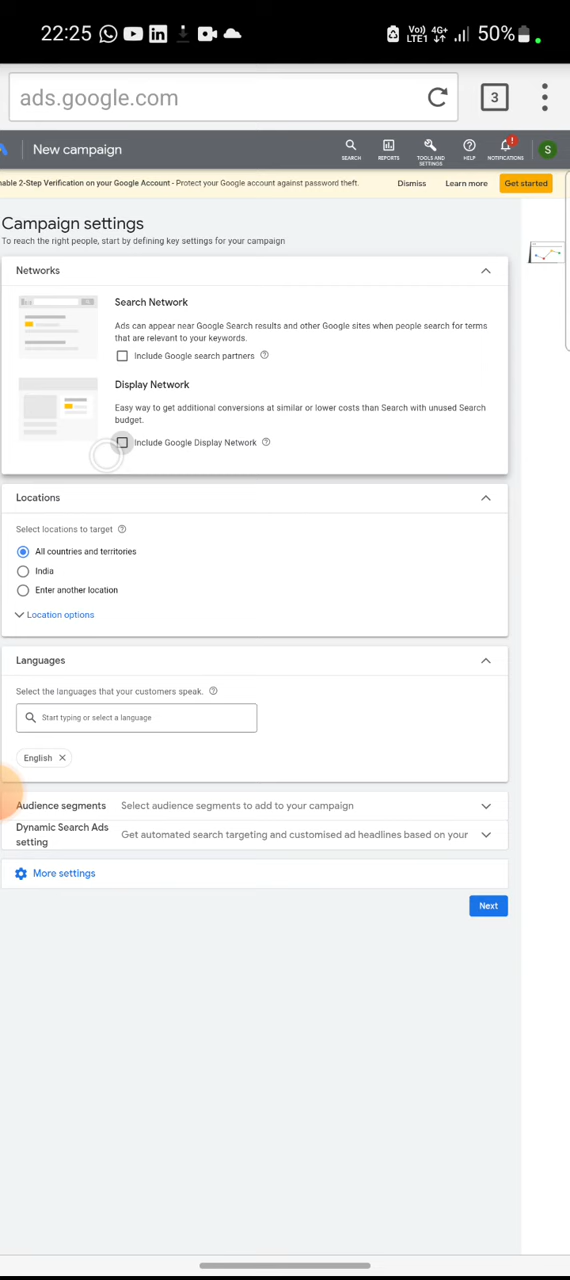 22:25
Vo)) 4G+
LTE1
50%
ads.google.com
3
New campaign
SEARCH
REPORTS
TOOLS AND
SETTINGS
HELP
!
NOTIFICATIONS
S
nable 2-Step Verification on your Google Account - Protect your Google account against password theft.
Dismiss
Learn more
Get started
Campaign settings
To reach the right people, start by defining key settings for your campaign
Networks
Search Network
Ads can appear near Google Search results and other Google sites when people search for terms
that are relevant to your keywords.
Include Google search partners
Display Network
Easy way to get additional conversions at similar or lower costs than Search with unused Search
budget.
Include Google Display Network
Locations
Select locations to target
All countries and territories
India
Enter another location
Location options
Languages
Select the languages that your customers speak.
Start typing or select a language
English
Audience segments Select audience segments to add to your campaign
Dynamic Search Ads
setting
Get automated search targeting and customised ad headlines based on your
More settings
Next